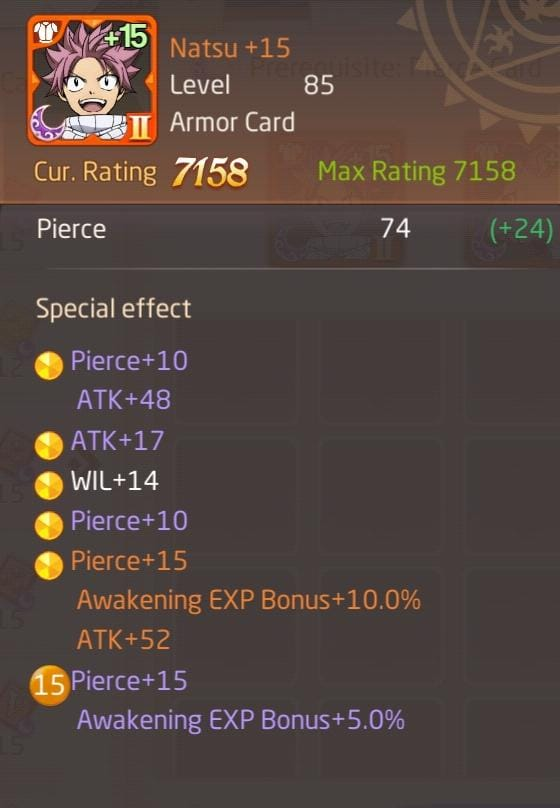 +15
II
Natsu +15
Level 85
Armor Card
Cur. Rating 7158 Max Rating 7158
Pierce 74 (+24)
Special effect
Pierce+10
ATK+48
ATK+17
WIL+14
Pierce+10
Pierce+15
Awakening EXP Bonus+10.0%
ATK+52
15 Pierce+15
Awakening EXP Bonus+5.0%